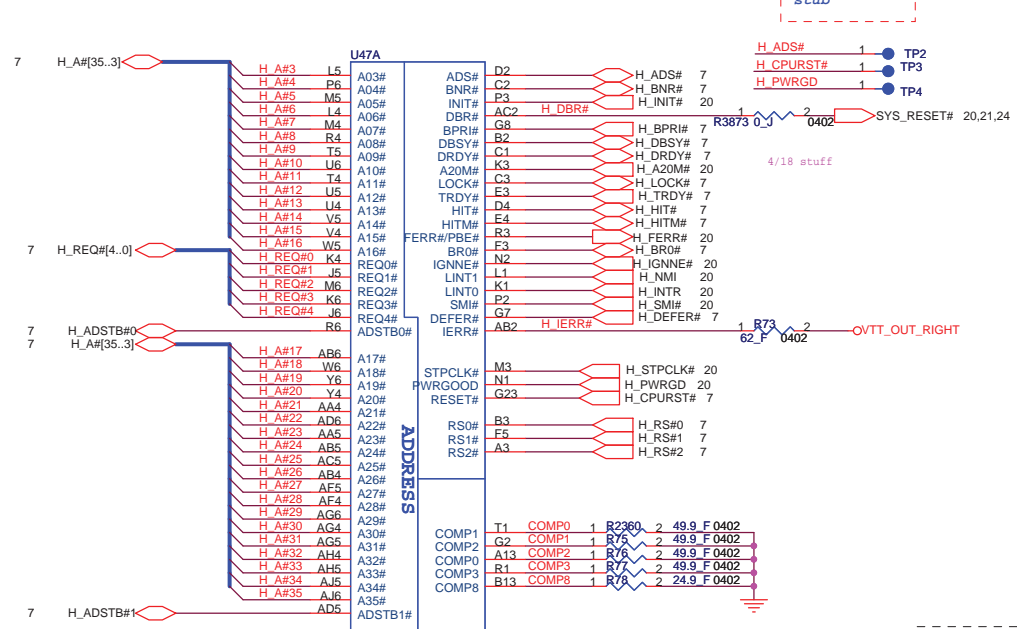 stub
7 H_A#[35..3] U47A
H_A#3 L5 A03# ADS# D2 H_ADS# 7
H_A#4 P6 A04# BNR# C2 H_BNR# 7
H_A#5 M5 A05# INIT# P3 H_INIT# 20
H_A#6 L4 A06# DBR# AC2 H_DBR# 1 R3873 0_J 2 0402 SYS_RESET# 20,21,24
H_A#7 M4 A07# BPRI# G8 H_BPRI# 7
H_A#8 R4 A08# DBSY# B2 H_DBSY# 7
H_A#9 T5 A09# DRDY# C1 H_DRDY# 7
H_A#10 U6 A10# A20M# K3 H_A20M# 20
H_A#11 T4 A11# LOCK# C3 H_LOCK# 7
H_A#12 U5 A12# TRDY# E3 H_TRDY# 7
H_A#13 U4 A13# HIT# D4 H_HIT# 7
H_A#14 V5 A14# HITM# E4 H_HITM# 7
H_A#15 V4 A15# FERR#/PBE# R3 H_FERR# 20
H_A#16 W5 A16# BR0# F3 H_BR0# 7
7 H_REQ#[4..0]
H_REQ#0 K4 REQ0# IGNNE# N2 H_IGNNE# 20
H_REQ#1 J5 REQ1# LINT1 L1 H_NMI 20
H_REQ#2 M6 REQ2# LINT0 K1 H_INTR 20
H_REQ#3 K6 REQ3# SMI# P2 H_SMI# 20
H_REQ#4 J6 REQ4# DEFER# G7 H_DEFER# 7
7 H_ADSTB#0 R6 ADSTB0# IERR# AB2 H_IERR# 1 R73 2 62_F 0402 VTT_OUT_RIGHT
7 H_A#[35..3]
H_A#17 AB6 A17#
H_A#18 W6 A18# STPCLK# M3 H_STPCLK# 20
H_A#19 Y6 A19# PWRGOOD N1 H_PWRGD 20
H_A#20 Y4 A20# RESET# G23 H_CPURST# 7
H_A#21 AA4 A21#
H_A#22 AD6 A22# RS0# B3 H_RS#0 7
H_A#23 AA5 A23# RS1# F5 H_RS#1 7
H_A#24 AB5 A24# RS2# A3 H_RS#2 7
H_A#25 AC5 A25#
H_A#26 AB4 A26#
H_A#27 AF5 A27#
H_A#28 AF4 A28#
H_A#29 AG6 A29#
H_A#30 AG4 A30# COMP1 T1 COMP0 1 R2360 2 49.9_F 0402
H_A#31 AG5 A31# COMP2 G2 COMP1 1 R75 2 49.9_F 0402
H_A#32 AH4 A32# COMP0 A13 COMP2 1 R76 2 49.9_F 0402
H_A#33 AH5 A33# COMP3 R1 COMP3 1 R77 2 49.9_F 0402
H_A#34 AJ5 A34# COMP8 B13 COMP8 1 R78 2 24.9_F 0402
H_A#35 AJ6 A35#
7 H_ADSTB#1 AD5 ADSTB1#
ADDRESS
H_ADS# 1 TP2
H_CPURST# 1 TP3
H_PWRGD 1 TP4
4/18 stuff